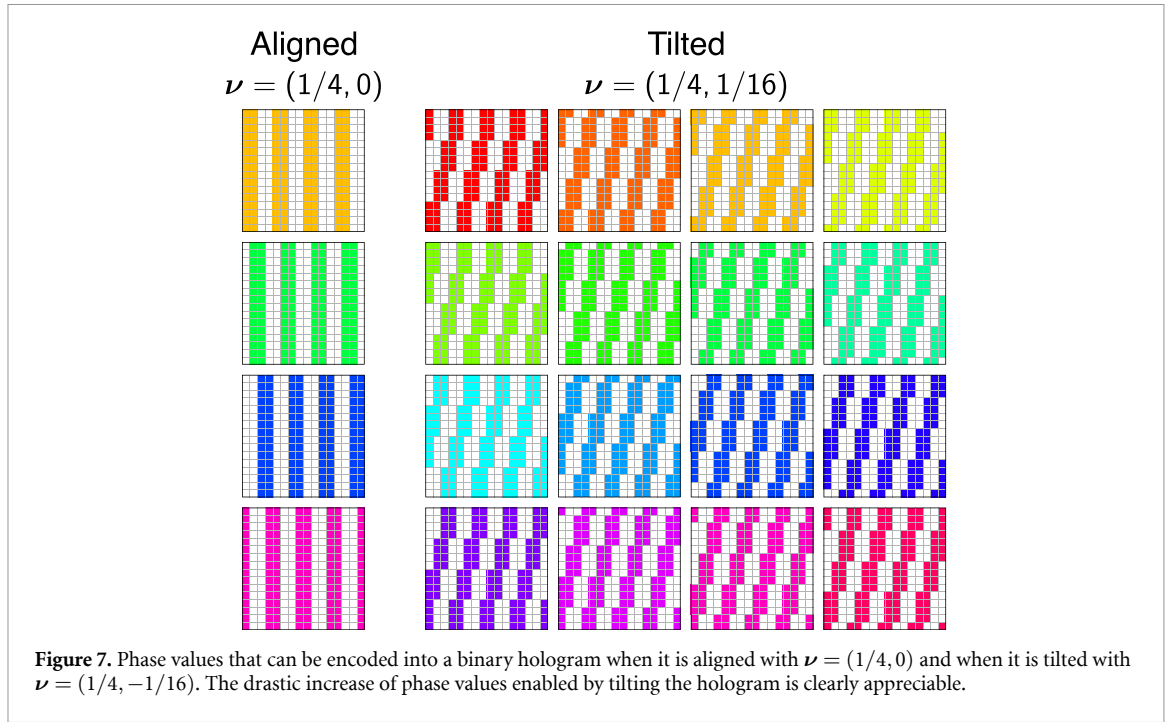 Aligned
Tilted
𝝂 = (1/4, 0)
𝝂 = (1/4, 1/16)
Figure 7. Phase values that can be encoded into a binary hologram when it is aligned with 𝝂 = (1/4, 0) and when it is tilted with
𝝂 = (1/4, −1/16). The drastic increase of phase values enabled by tilting the hologram is clearly appreciable.